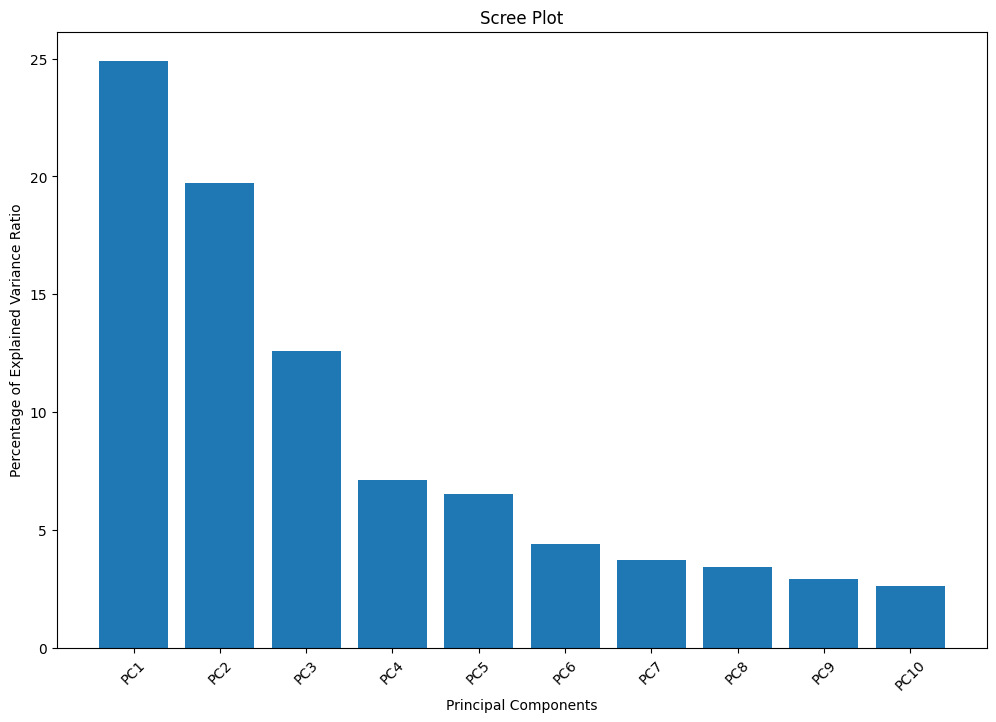 Scree Plot
Percentage of Explained Variance Ratio
25
20
15
10
5
0
PC1
PC2
PC3
PC4
PC5
PC6
PC7
PC8
PC9
PC10
Principal Components